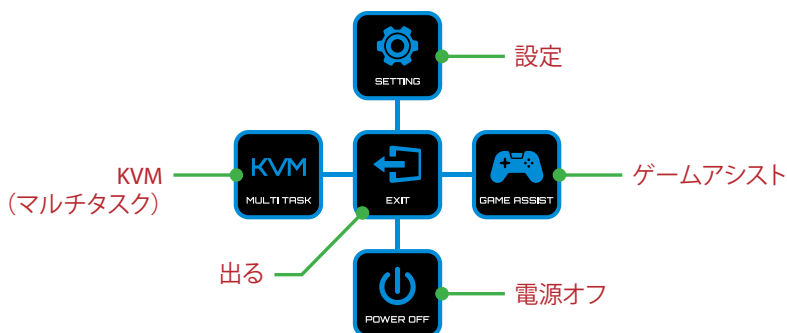 SETTING
設定
KVM
MULTI TASK
KVM
(マルチタスク)
EXIT
出る
GAME ASSIST
ゲームアシスト
POWER OFF
電源オフ